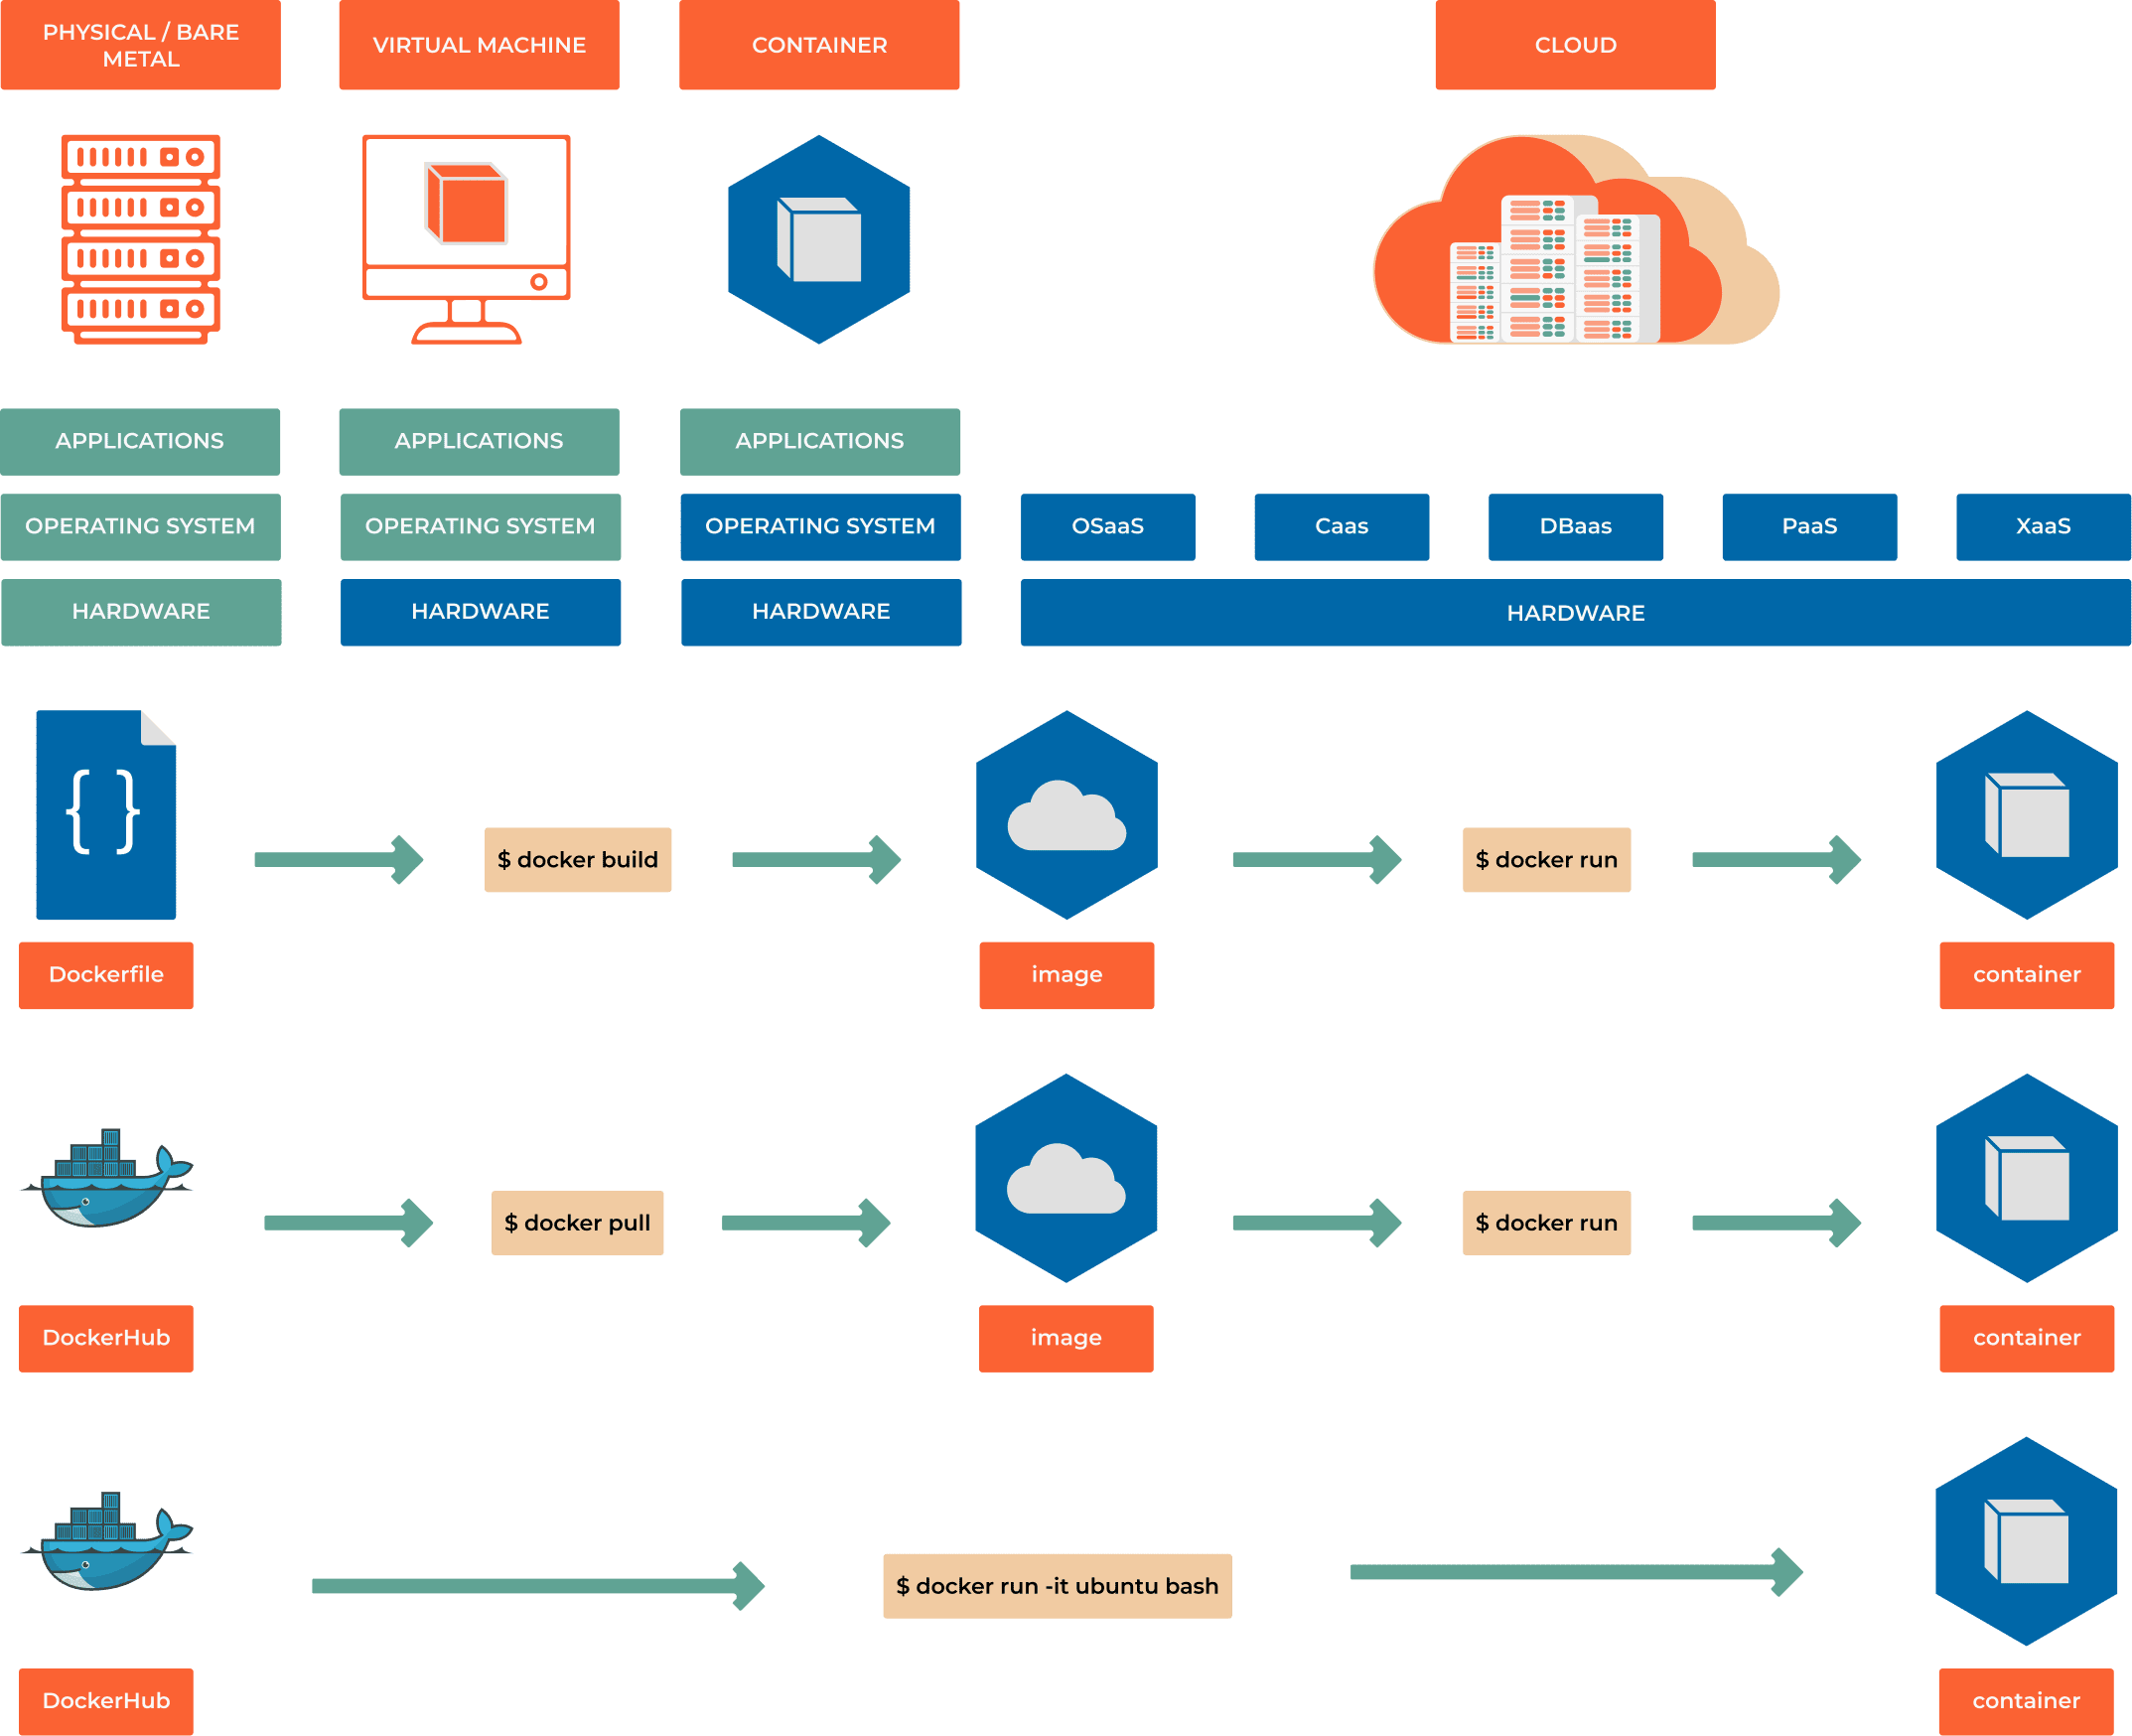 PHYSICAL / BARE
METAL
VIRTUAL MACHINE
CONTAINER
CLOUD
APPLICATIONS
APPLICATIONS
APPLICATIONS
OPERATING SYSTEM
OPERATING SYSTEM
OPERATING SYSTEM
OSaaS
Caas
DBaas
PaaS
XaaS
HARDWARE
HARDWARE
HARDWARE
HARDWARE
{ }
$ docker build
$ docker run
Dockerfile
image
container
$ docker pull
$ docker run
DockerHub
image
container
$ docker run -it ubuntu bash
DockerHub
container